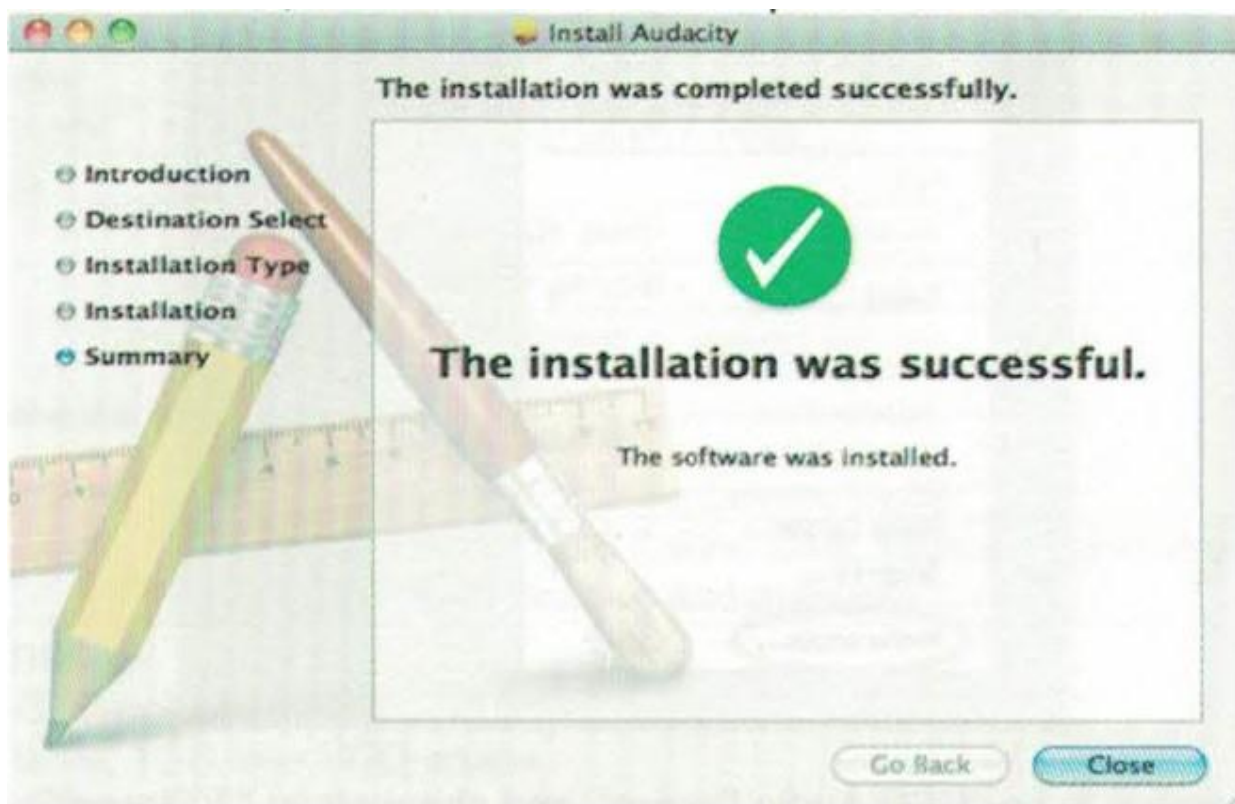 Install Audacity
The installation was completed successfully.
Introduction
Destination Select
Installation Type
Installation
Summary
The installation was successful.
The software was installed.
Go Back
Close